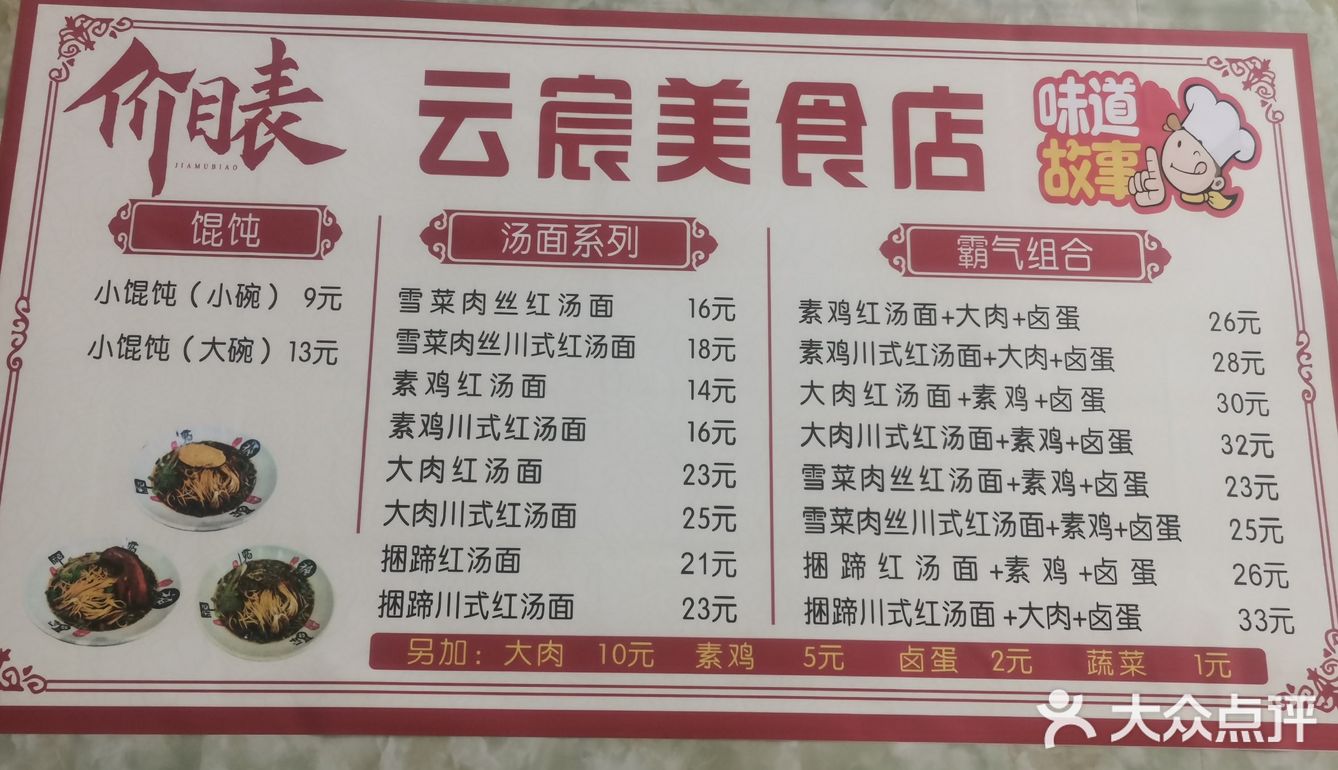 价目表
JIAMUBIAO
云宸美食店
味道
故事
馄饨
小馄饨（小碗） 9元
小馄饨（大碗） 13元
汤面系列
雪菜肉丝红汤面 16元
雪菜肉丝川式红汤面 18元
素鸡红汤面 14元
素鸡川式红汤面 16元
大肉红汤面 23元
大肉川式红汤面 25元
捆蹄红汤面 21元
捆蹄川式红汤面 23元
霸气组合
素鸡红汤面+大肉+卤蛋 26元
素鸡川式红汤面+大肉+卤蛋 28元
大肉红汤面+素鸡+卤蛋 30元
大肉川式红汤面+素鸡+卤蛋 32元
雪菜肉丝红汤面+素鸡+卤蛋 23元
雪菜肉丝川式红汤面+素鸡+卤蛋 25元
捆蹄红汤面+素鸡+卤蛋 26元
捆蹄川式红汤面+大肉+卤蛋 33元
另加：大肉 10元 素鸡 5元 卤蛋 2元 蔬菜 1元
大众点评